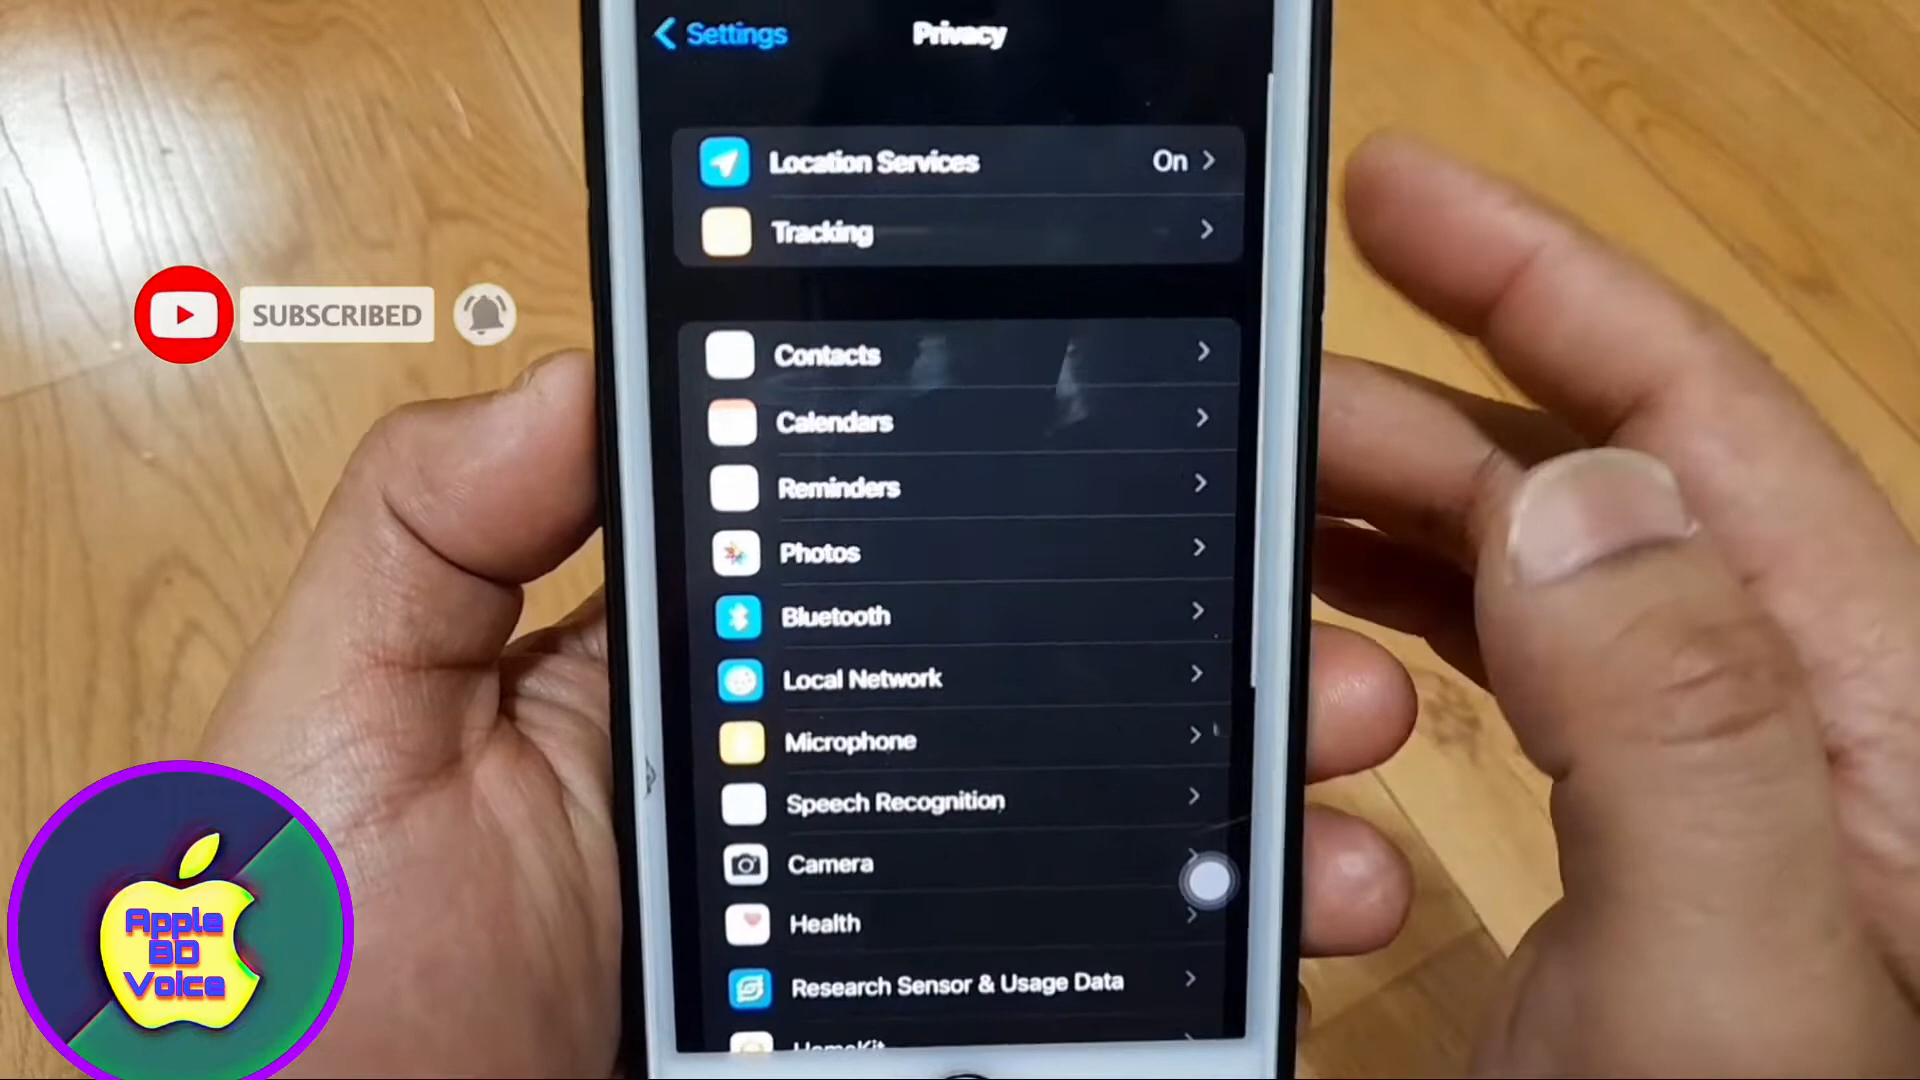 Settings
Privacy
Location Services On
Tracking
Contacts
Calendars
Reminders
Photos
Bluetooth
Local Network
Microphone
Speech Recognition
Camera
Health
Research Sensor & Usage Data
HomeKit
SUBSCRIBED
Apple
BD
Voice